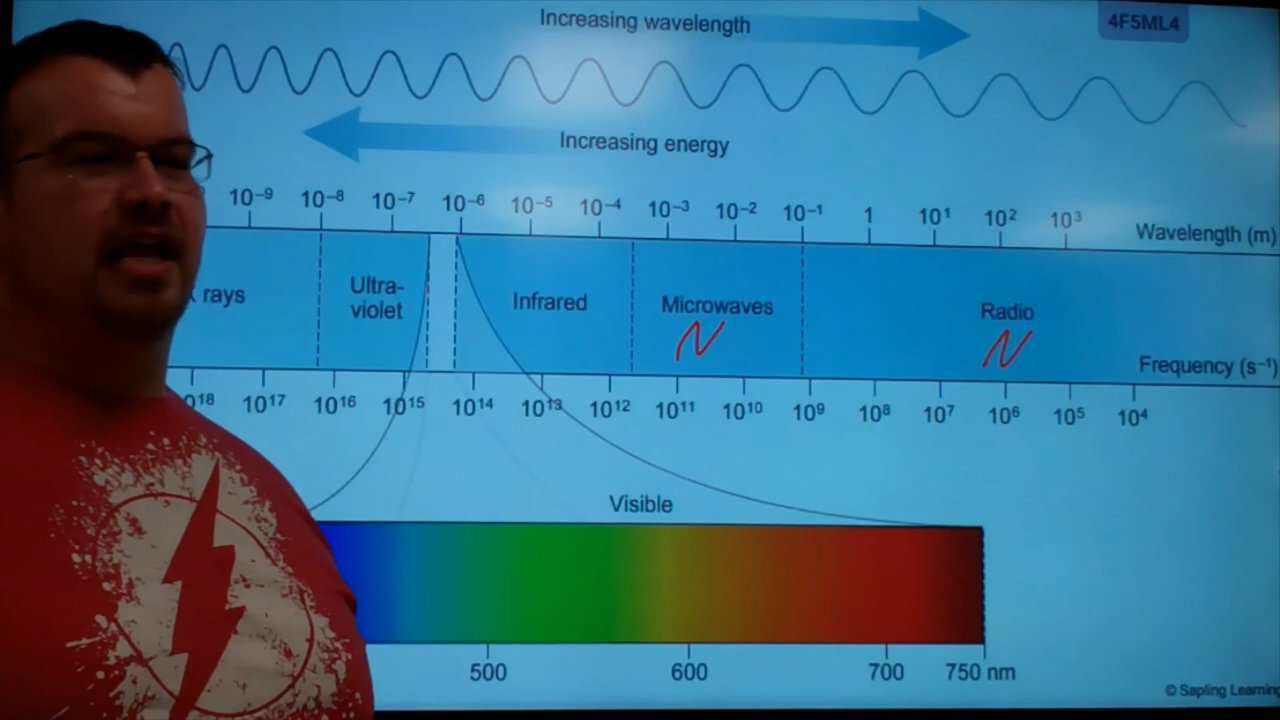 Increasing wavelength
4F5ML4
Increasing energy
10⁻⁹ 10⁻⁸ 10⁻⁷ 10⁻⁶ 10⁻⁵ 10⁻⁴ 10⁻³ 10⁻² 10⁻¹ 1 10¹ 10² 10³
Wavelength (m)
rays
Ultra-
violet
Infrared
Microwaves
Radio
Frequency (s⁻¹)
10¹⁷ 10¹⁶ 10¹⁵ 10¹⁴ 10¹³ 10¹² 10¹¹ 10¹⁰ 10⁹ 10⁸ 10⁷ 10⁶ 10⁵ 10⁴
Visible
500 600 700 750 nm
© Sapling Learning